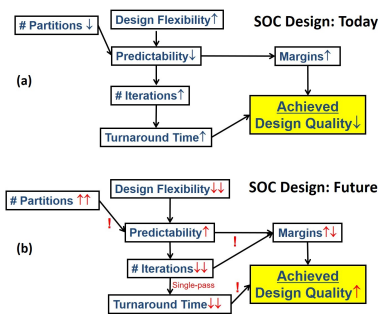 SOC Design: Today
Design Flexibility↑
# Partitions ↓
Predictability↓
Margins↑
(a)
# Iterations↑
Achieved
Design Quality↓
Turnaround Time↑
SOC Design: Future
Design Flexibility↓↓
# Partitions ↑↑
!
Predictability↑
!
Margins↑↓
(b)
# Iterations↓↓
!
Single-pass
Achieved
Design Quality↑
Turnaround Time↓↓
!